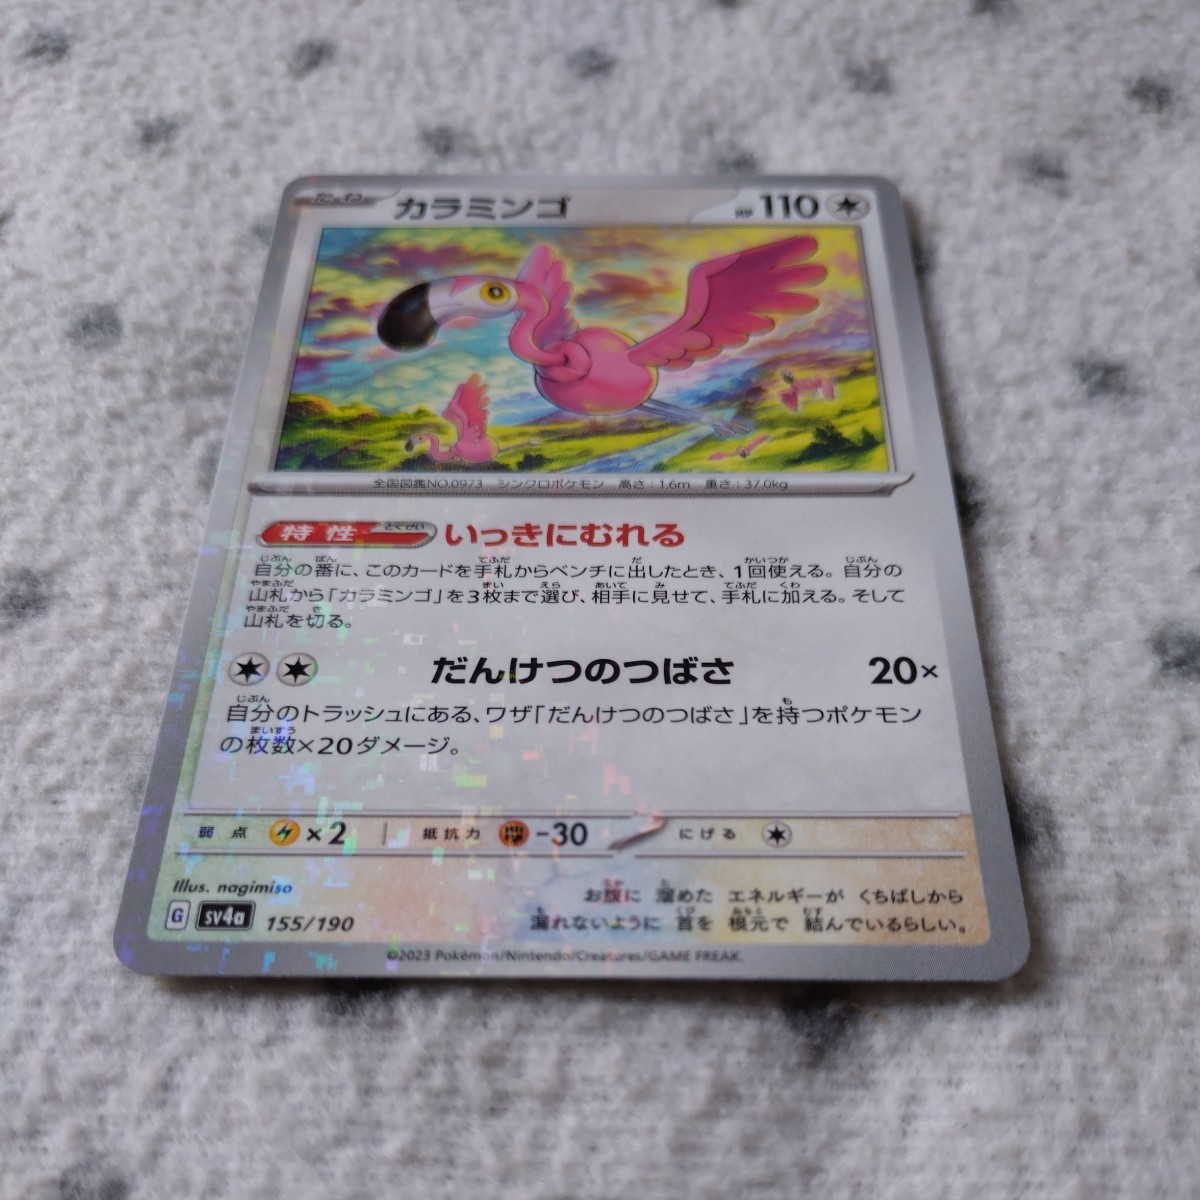 たね カラミンゴ HP 110
全国図鑑NO.0973 シンクロポケモン 高さ：1.6m 重さ：37.0kg
特性 とくせい いっきにむれる
自分の番に、このカードを手札からベンチに出したとき、1回使える。自分の
山札から「カラミンゴ」を3枚まで選び、相手に見せて、手札に加える。そして
山札を切る。
だんけつのつばさ 20×
自分のトラッシュにある、ワザ「だんけつのつばさ」を持つポケモン
の枚数×20ダメージ。
弱点 ×2 抵抗力 -30 にげる
Illus. nagimiso
お腹に 溜めた エネルギーが くちばしから
G sv4a 155/190 漏れないように 首を 根元で 結んでいるらしい。
©2023 Pokémon/Nintendo/Creatures/GAME FREAK.